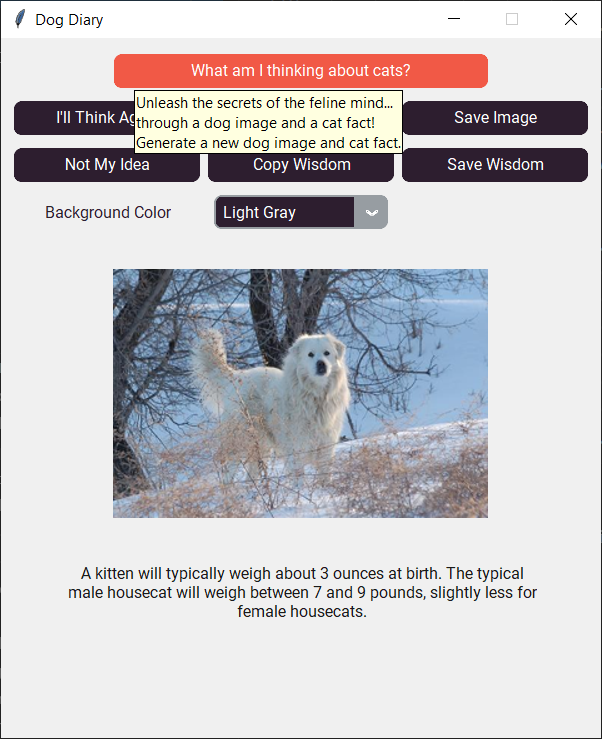 Dog Diary
What am I thinking about cats?
Unleash the secrets of the feline mind...
through a dog image and a cat fact!
Generate a new dog image and cat fact.
I'll Think Ag
Save Image
Not My Idea
Copy Wisdom
Save Wisdom
Background Color
Light Gray
A kitten will typically weigh about 3 ounces at birth. The typical
male housecat will weigh between 7 and 9 pounds, slightly less for
female housecats.